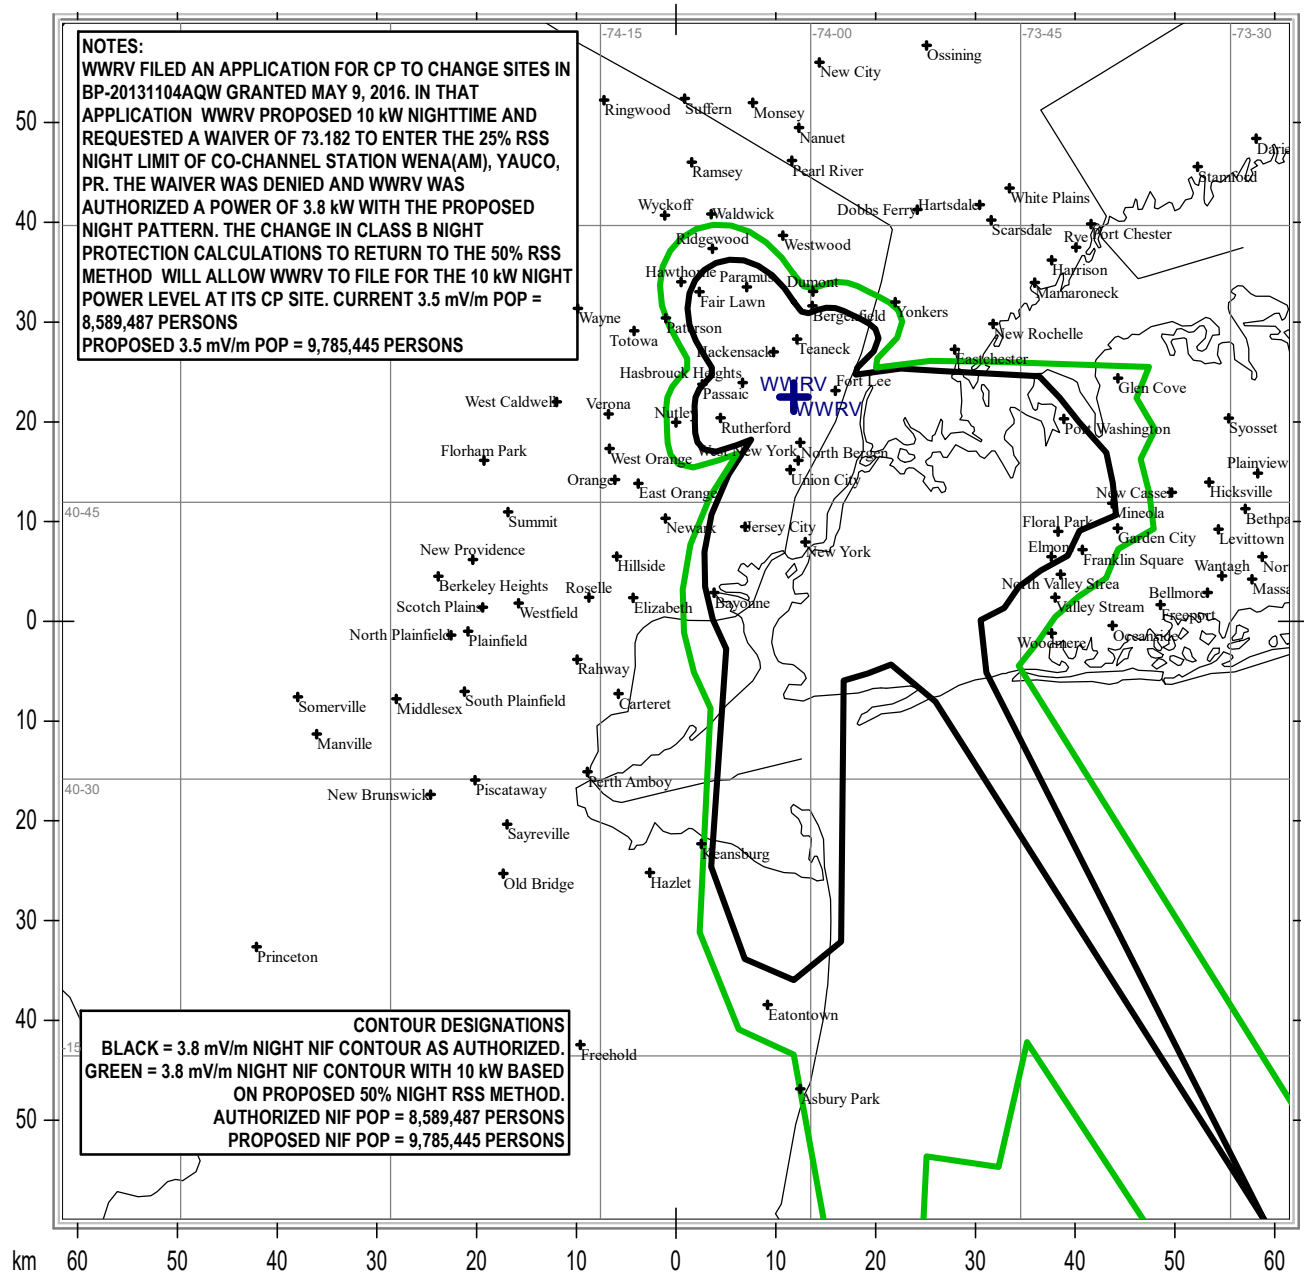 NOTES:
WWRV FILED AN APPLICATION FOR CP TO CHANGE SITES IN
BP-20131104AQW GRANTED MAY 9, 2016. IN THAT
APPLICATION WWRV PROPOSED 10 kW NIGHTTIME AND
REQUESTED A WAIVER OF 73.182 TO ENTER THE 25% RSS
NIGHT LIMIT OF CO-CHANNEL STATION WENA(AM), YAUCO,
PR. THE WAIVER WAS DENIED AND WWRV WAS
AUTHORIZED A POWER OF 3.8 kW WITH THE PROPOSED
NIGHT PATTERN. THE CHANGE IN CLASS B NIGHT
PROTECTION CALCULATIONS TO RETURN TO THE 50% RSS
METHOD WILL ALLOW WWRV TO FILE FOR THE 10 kW NIGHT
POWER LEVEL AT ITS CP SITE. CURRENT 3.5 mV/m POP =
8,589,487 PERSONS
PROPOSED 3.5 mV/m POP = 9,785,445 PERSONS
-74-15
-74-00
-73-45
-73-30
Ossining
New City
Ringwood
Suffern
Monsey
50
Nanuet
Darie
Ramsey
Pearl River
Stamford
White Plains
Wyckoff
Waldwick
Dobbs Ferry
Hartsdale
40
Scarsdale
Port Chester
Ridgewood
Westwood
Rye
Harrison
Hawthorne
Paramus
Dumont
Mamaroneck
Fair Lawn
Wayne
Paterson
Bergenfield
Yonkers
30
Totowa
New Rochelle
Hackensack
Teaneck
Eastchester
Hasbrouck Heights
Fort Lee
Glen Cove
Passaic
WWRV
WWRV
West Caldwell
Verona
Nutley
Rutherford
Port Washington
Syosset
20
Florham Park
West Orange
West New York
North Bergen
Plainview
Orange
Union City
Hicksville
East Orange
New Cassel
40-45
Summit
Mineola
Bethpa
10
Newark
Jersey City
Floral Park
Garden City
Levittown
New Providence
New York
Elmon
Franklin Square
Nor
Hillside
Wantagh
Berkeley Heights
Roselle
North Valley Strea
Massa
Scotch Plains
Westfield
Elizabeth
Bayonne
Valley Stream
Bellmore
Freeport
0
North Plainfield
Plainfield
Woodmere
Oceanside
Rahway
Somerville
Middlesex
South Plainfield
Carteret
10
Manville
40-30
Perth Amboy
New Brunswick
Piscataway
20
Sayreville
Keansburg
Old Bridge
Hazlet
30
Princeton
40
Eatontown
CONTOUR DESIGNATIONS
BLACK = 3.8 mV/m NIGHT NIF CONTOUR AS AUTHORIZED.
GREEN = 3.8 mV/m NIGHT NIF CONTOUR WITH 10 kW BASED
ON PROPOSED 50% NIGHT RSS METHOD.
AUTHORIZED NIF POP = 8,589,487 PERSONS
PROPOSED NIF POP = 9,785,445 PERSONS
-15
Freehold
Asbury Park
50
km 60 50 40 30 20 10 0 10 20 30 40 50 60